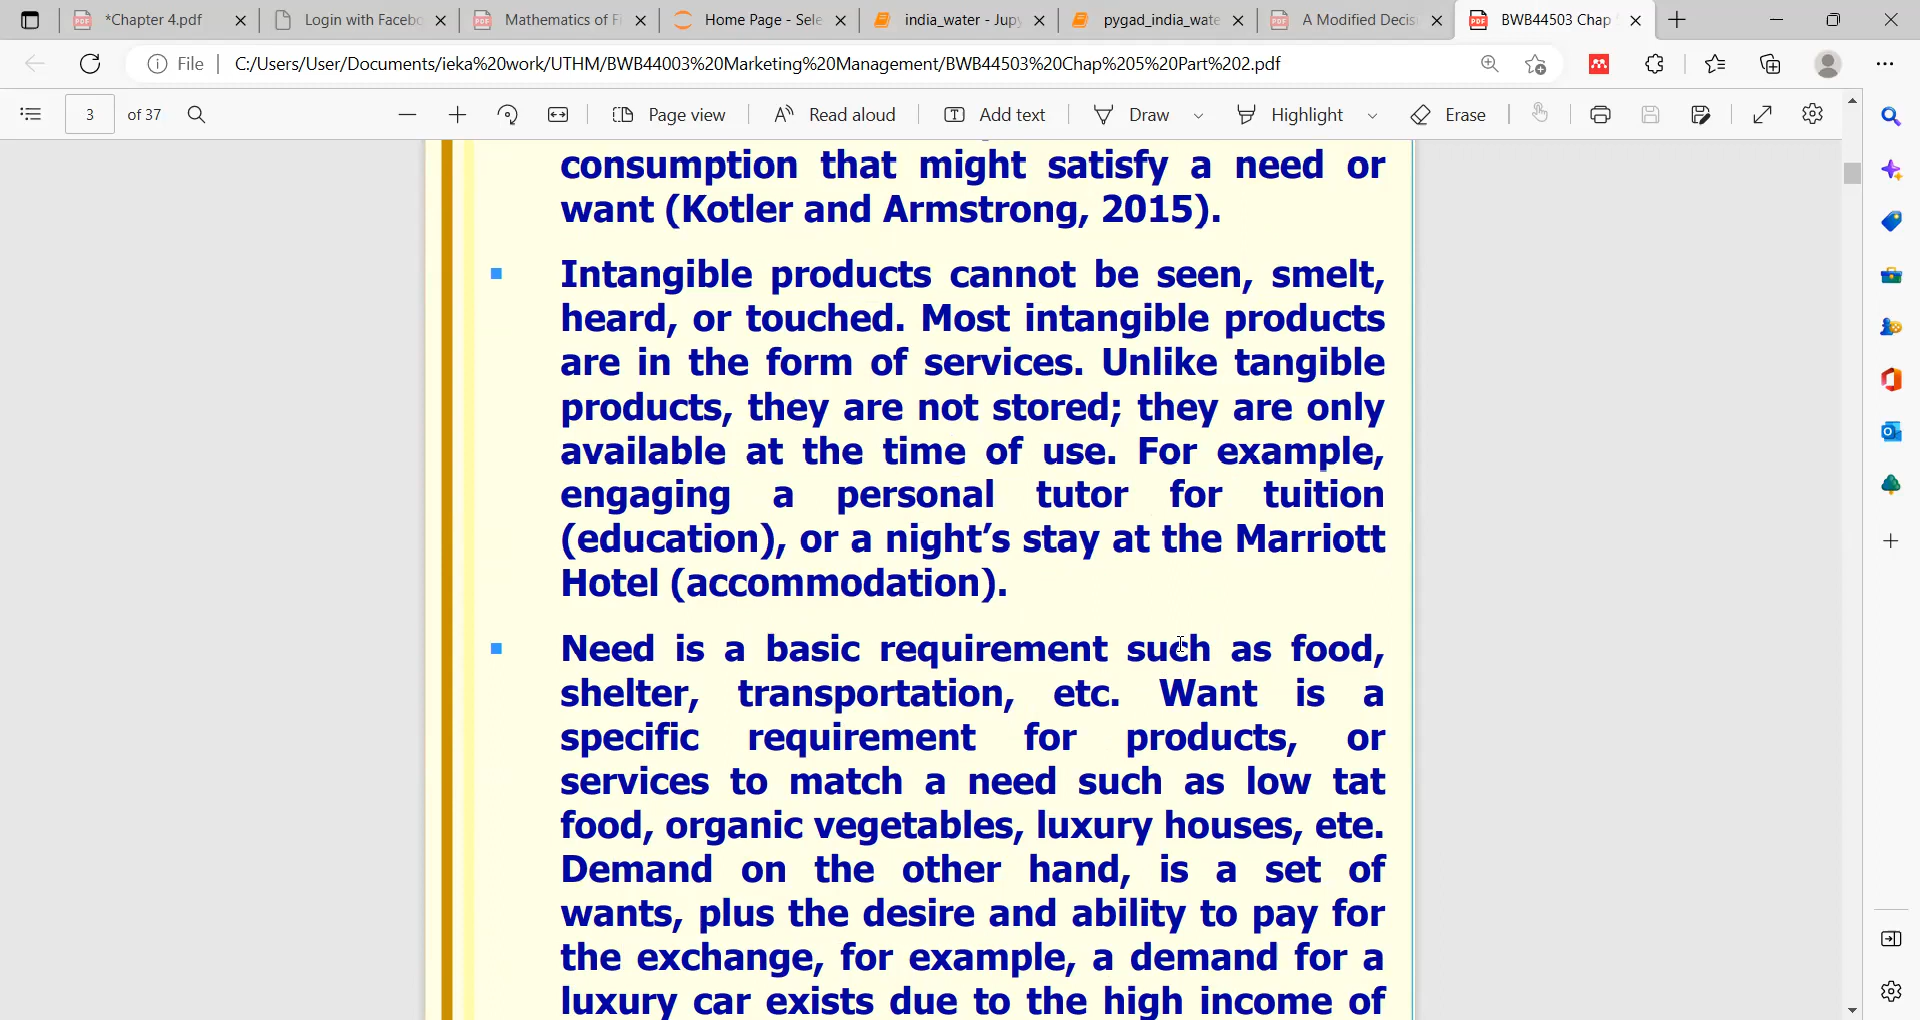 *Chapter 4.pdf
Login with Facebo
Mathematics of Fi
Home Page - Sele
india_water - Jupy
pygad_india_wate
A Modified Decis
BWB44503 Chap
File
C:/Users/User/Documents/ieka%20work/UTHM/BWB44003%20Marketing%20Management/BWB44503%20Chap%205%20Part%202.pdf
3 of 37
Page view
Read aloud
Add text
Draw
Highlight
Erase
consumption that might satisfy a need or
want (Kotler and Armstrong, 2015).
Intangible products cannot be seen, smelt,
heard, or touched. Most intangible products
are in the form of services. Unlike tangible
products, they are not stored; they are only
available at the time of use. For example,
engaging a personal tutor for tuition
(education), or a night’s stay at the Marriott
Hotel (accommodation).
Need is a basic requirement such as food,
shelter, transportation, etc. Want is a
specific requirement for products, or
services to match a need such as low tat
food, organic vegetables, luxury houses, ete.
Demand on the other hand, is a set of
wants, plus the desire and ability to pay for
the exchange, for example, a demand for a
luxury car exists due to the high income of